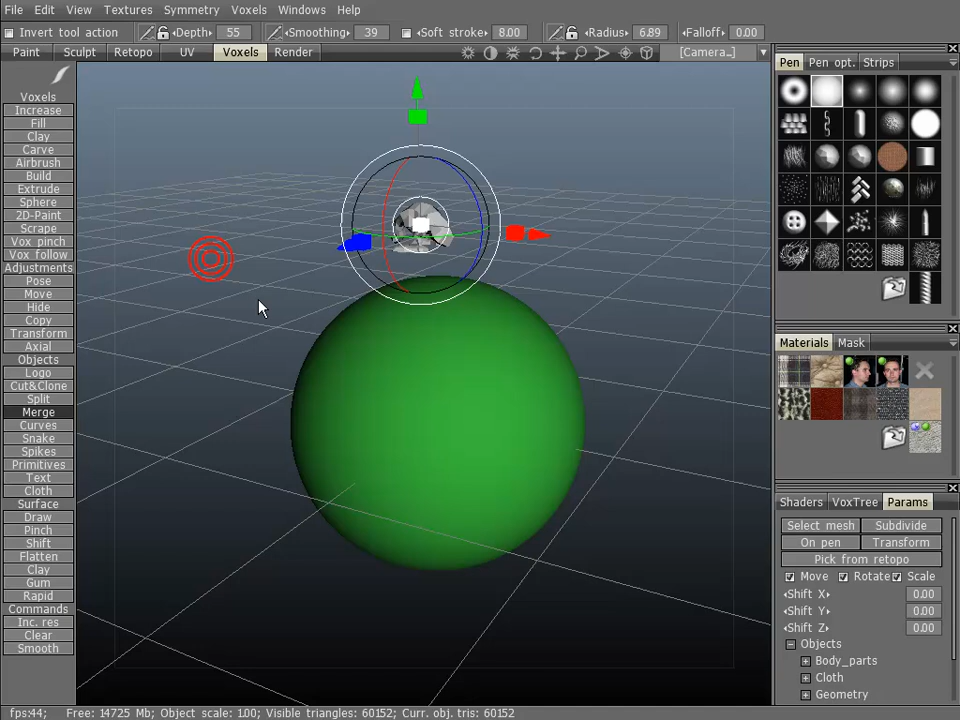 File Edit View Textures Symmetry Voxels Windows Help
Invert tool action Depth 55 Smoothing 39 Soft stroke 8.00 Radius 6.89 Falloff 0.00
Paint Sculpt Retopo UV Voxels Render [Camera...]
Voxels
Increase
Fill
Clay
Carve
Airbrush
Build
Extrude
Sphere
2D-Paint
Scrape
Vox pinch
Vox follow
Adjustments
Pose
Move
Hide
Copy
Transform
Axial
Objects
Logo
Cut&Clone
Split
Merge
Curves
Snake
Spikes
Primitives
Text
Cloth
Surface
Draw
Pinch
Shift
Flatten
Clay
Gum
Rapid
Commands
Inc. res
Clear
Smooth
Pen Pen opt. Strips
Materials Mask
Shaders VoxTree Params
Select mesh Subdivide
On pen Transform
Pick from retopo
Move Rotate Scale
Shift X 0.00
Shift Y 0.00
Shift Z 0.00
Objects
Body_parts
Cloth
Geometry
fps:44; Free: 14725 Mb; Object scale: 1.00; Visible triangles: 60152; Curr. obj. tris: 60152